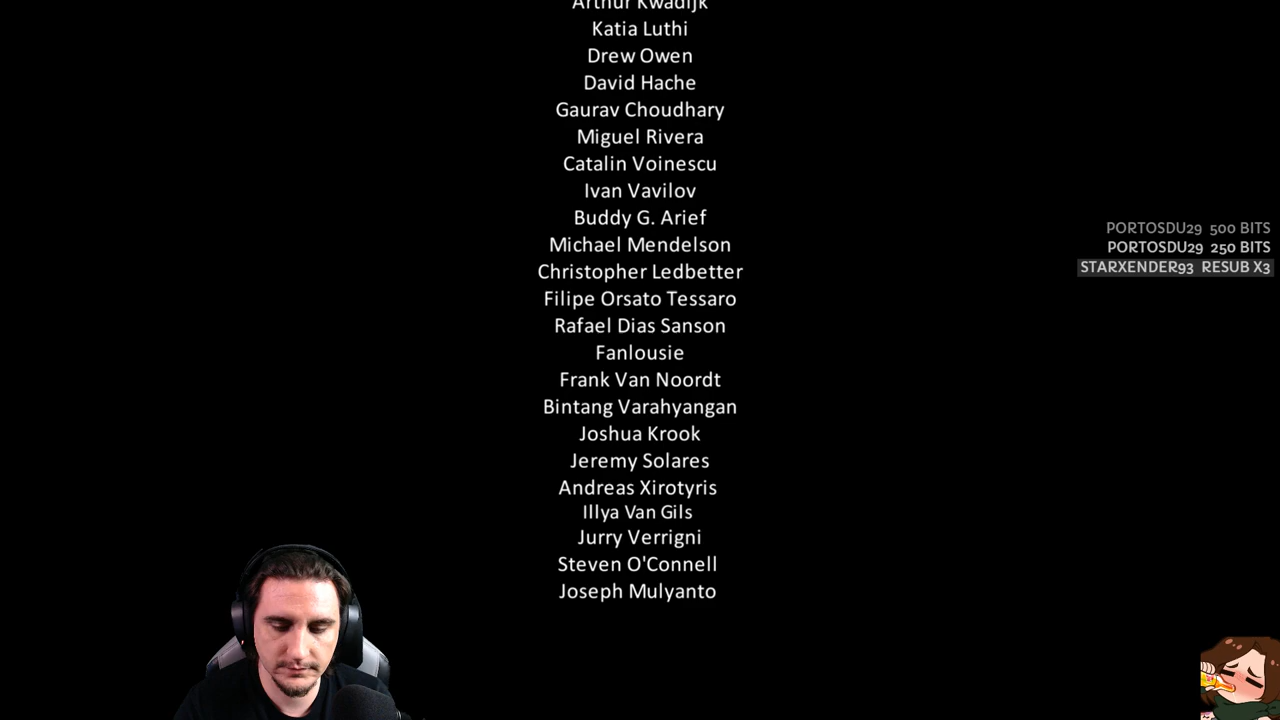 Arthur Kwadijk
Katia Luthi
Drew Owen
David Hache
Gaurav Choudhary
Miguel Rivera
Catalin Voinescu
Ivan Vavilov
Buddy G. Arief
Michael Mendelson
Christopher Ledbetter
Filipe Orsato Tessaro
Rafael Dias Sanson
Fanlousie
Frank Van Noordt
Bintang Varahyangan
Joshua Krook
Jeremy Solares
Andreas Xirotyris
Illya Van Gils
Jurry Verrigni
Steven O'Connell
Joseph Mulyanto
PORTOSDU29 500 BITS
PORTOSDU29 250 BITS
STARXENDER93 RESUB X3